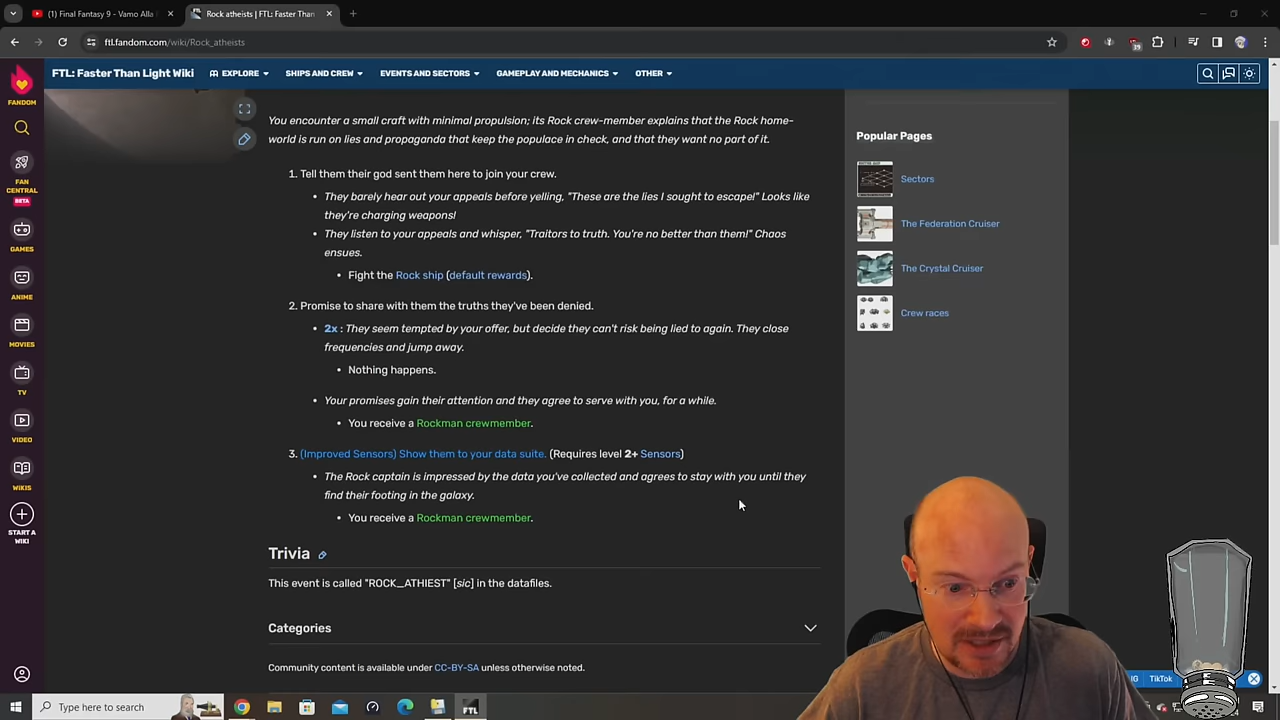 (1) Final Fantasy 9 - Vamo Alla
Rock atheists | FTL: Faster Than
ftl.fandom.com/wiki/Rock_atheists
FTL: Faster Than Light Wiki
EXPLORE
SHIPS AND CREW
EVENTS AND SECTORS
GAMEPLAY AND MECHANICS
OTHER
FANDOM
FAN CENTRAL
BETA
GAMES
ANIME
MOVIES
TV
VIDEO
WIKIS
START A WIKI
You encounter a small craft with minimal propulsion; its Rock crew-member explains that the Rock home-
world is run on lies and propaganda that keep the populace in check, and that they want no part of it.
1. Tell them their god sent them here to join your crew.
They barely hear out your appeals before yelling, "These are the lies I sought to escape!" Looks like
they're charging weapons!
They listen to your appeals and whisper, "Traitors to truth. You're no better than them!" Chaos
ensues.
Fight the Rock ship (default rewards).
2. Promise to share with them the truths they've been denied.
2x : They seem tempted by your offer, but decide they can't risk being lied to again. They close
frequencies and jump away.
Nothing happens.
Your promises gain their attention and they agree to serve with you, for a while.
You receive a Rockman crewmember.
3. (Improved Sensors) Show them to your data suite. (Requires level 2+ Sensors)
The Rock captain is impressed by the data you've collected and agrees to stay with you until they
find their footing in the galaxy.
You receive a Rockman crewmember.
Trivia
This event is called "ROCK_ATHIEST" [sic] in the datafiles.
Categories
Community content is available under CC-BY-SA unless otherwise noted.
Popular Pages
Sectors
The Federation Cruiser
The Crystal Cruiser
Crew races
TikTok
Type here to search
FTL